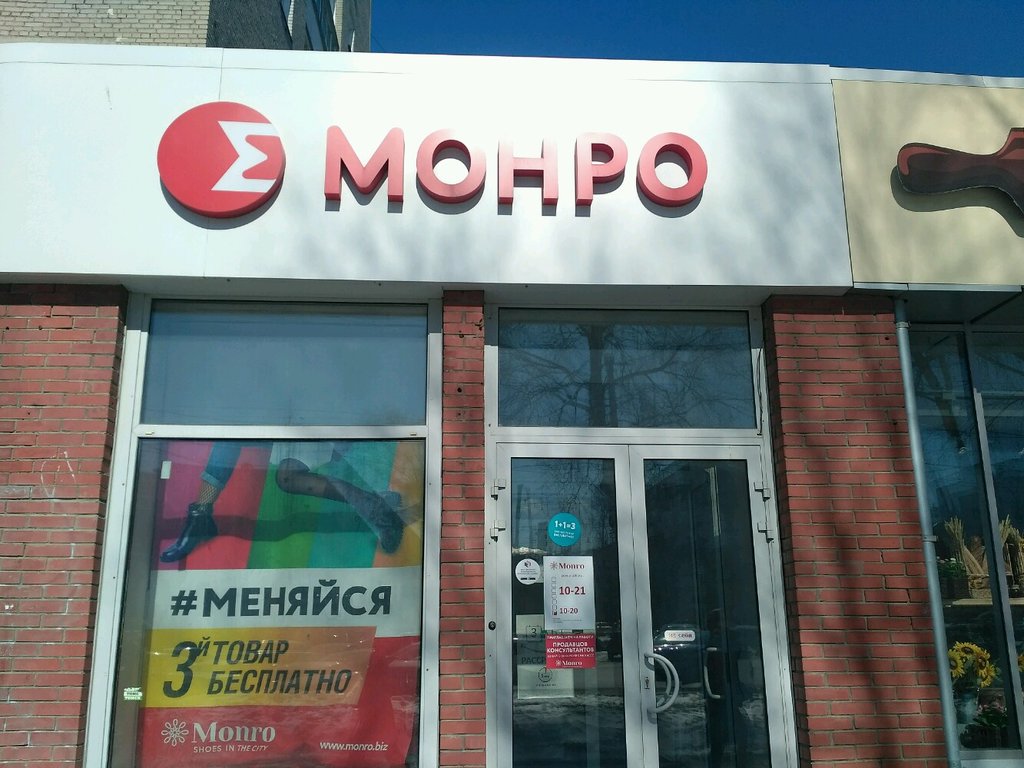 МОНРО
#МЕНЯЙСЯ
3й ТОВАР
БЕСПЛАТНО
Monro
SHOES IN THE CITY
www.monro.biz
1+1=3
Monro
10-21
10-20
ПРОДАВЦОВ
КОНСУЛЬТАНТОВ
Monro